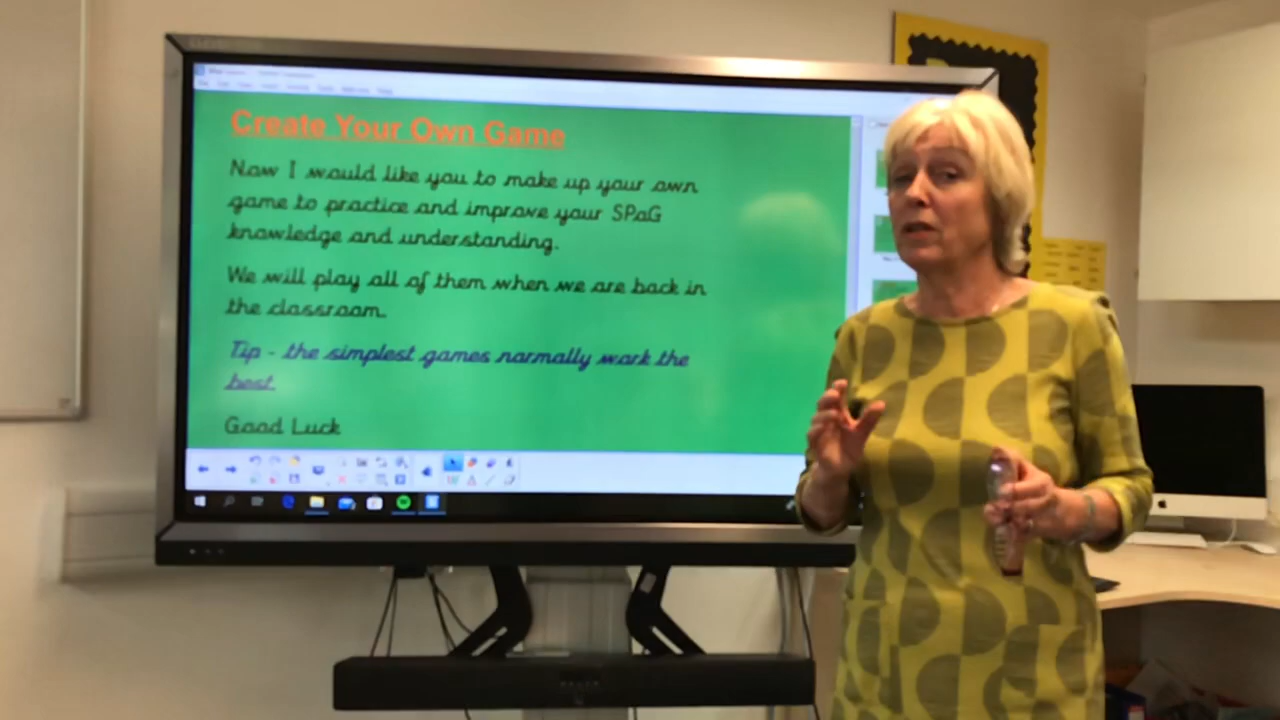 Create Your Own Game
Now I would like you to make up your own
game to practice and improve your SPaG
knowledge and understanding.
We will play all of them when we are back in
the classroom.
Tip - the simplest games normally work the
best.
Good Luck